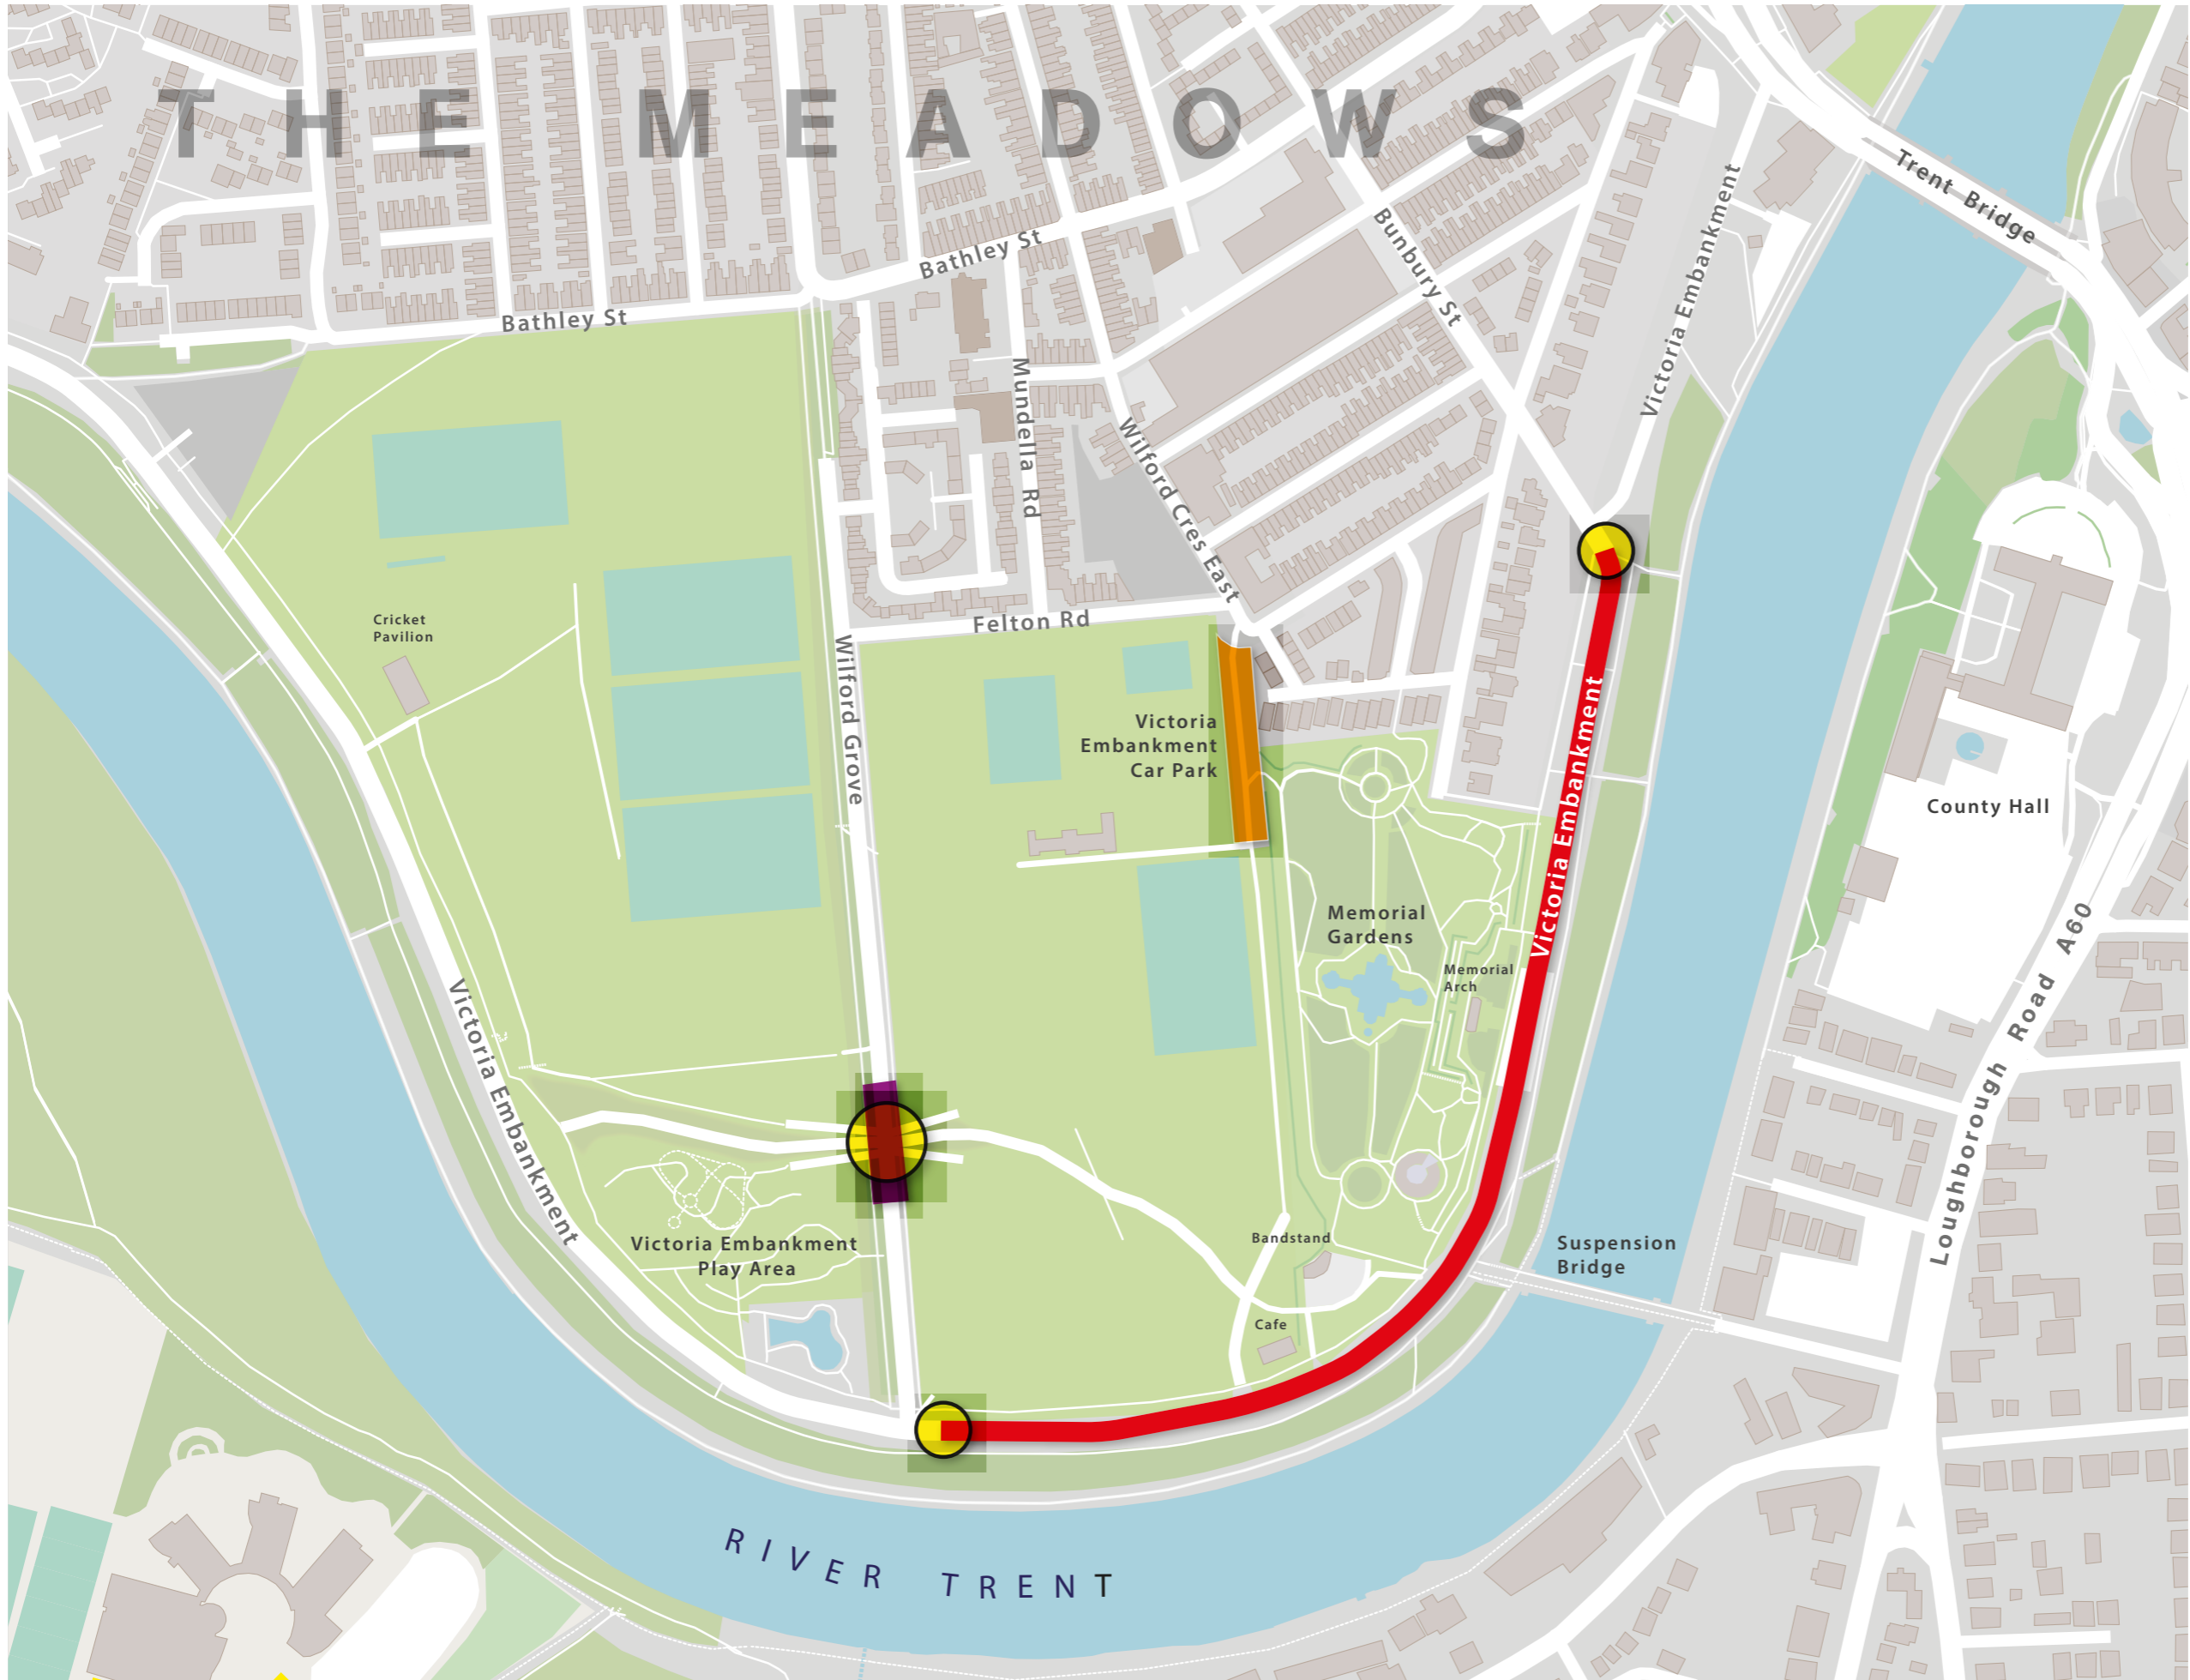 THE MEADOWS
Trent Bridge
Bathley St
Bathley St
Bunbury St
Victoria Embankment
Mundella Rd
Wilford Cres East
Cricket
Pavilion
Felton Rd
Wilford Grove
Victoria
Embankment
Car Park
Victoria Embankment
County Hall
Memorial
Gardens
Memorial
Arch
Loughborough Road A60
Victoria Embankment
Victoria Embankment
Play Area
Bandstand
Suspension
Bridge
Cafe
RIVER TRENT